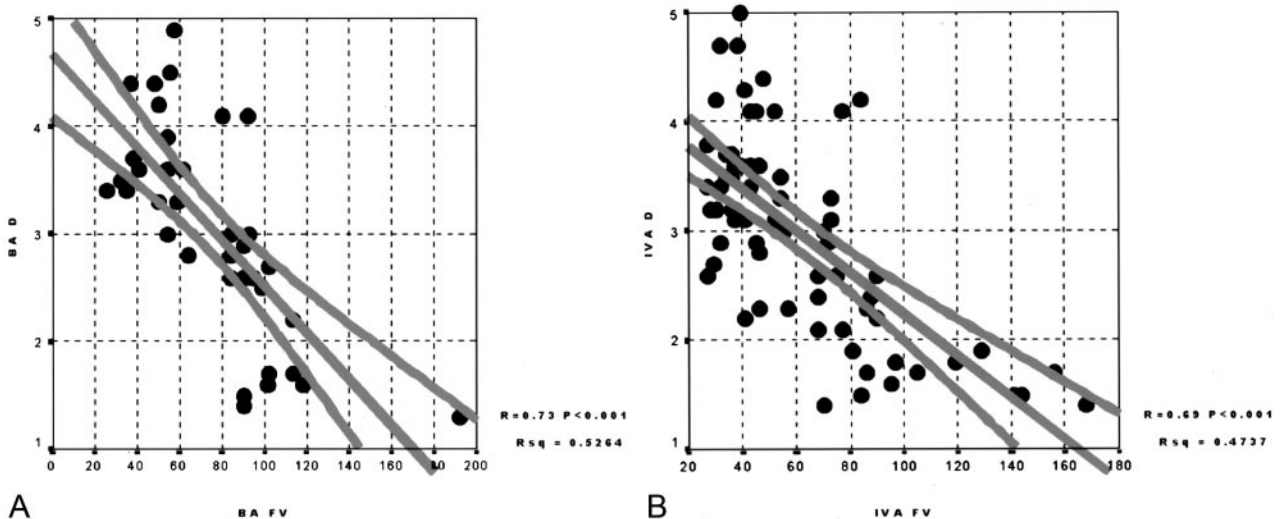 5
4
3
2
1
BA D
0 20 40 60 80 100 120 140 160 180 200
R=0.73 P<0.001
Rsq = 0.5264
A
BA FV
5
4
3
2
1
IVA D
20 40 60 80 100 120 140 160 180
R=0.69 P<0.001
Rsq = 0.4737
B
IVA FV